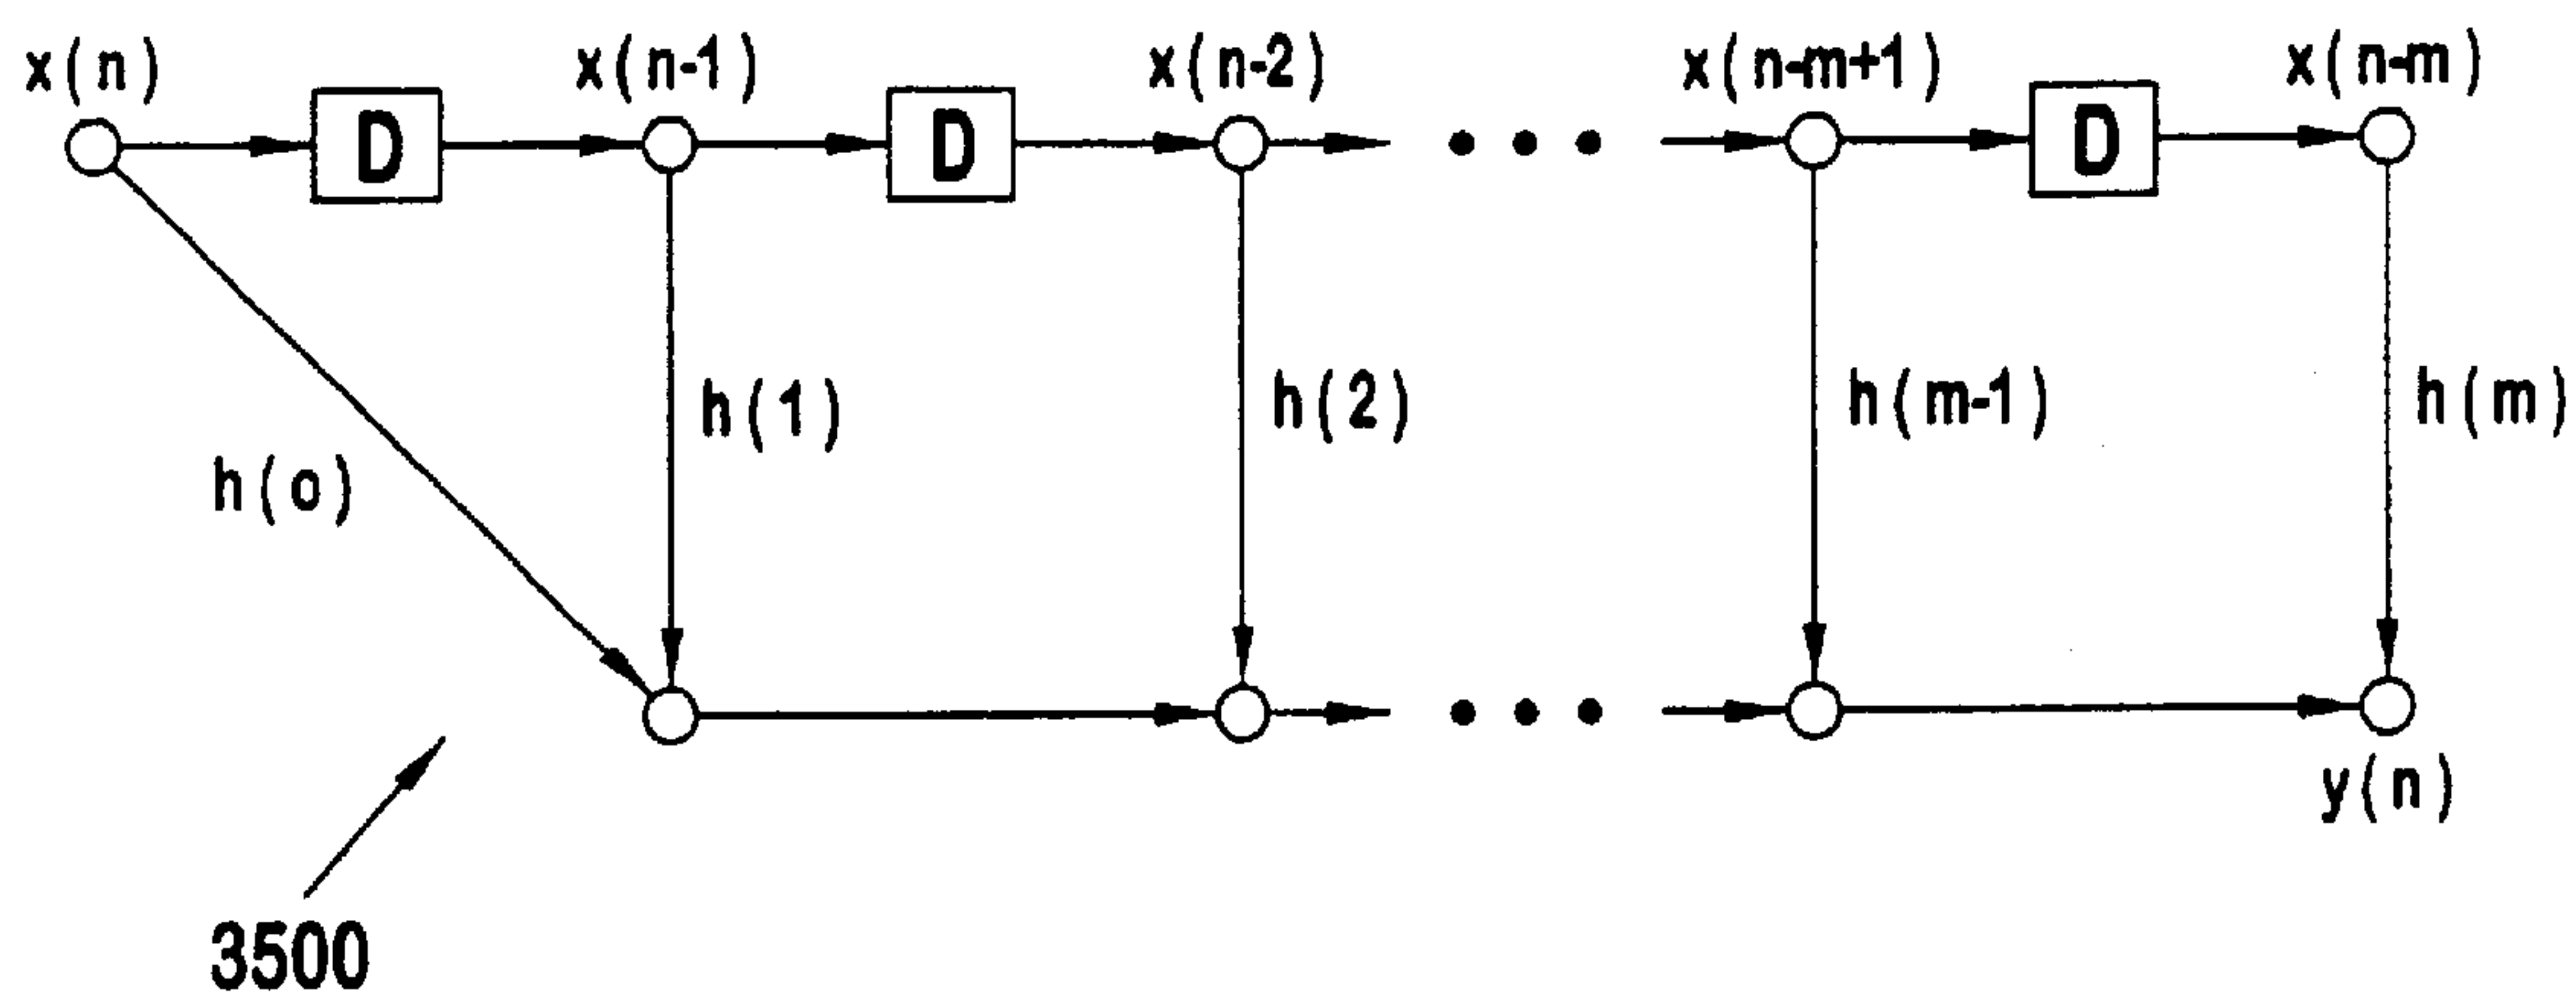 x(n) x(n-1) x(n-2) x(n-m+1) x(n-m)
D D D
h(o) h(1) h(2) h(m-1) h(m)
y(n)
3500